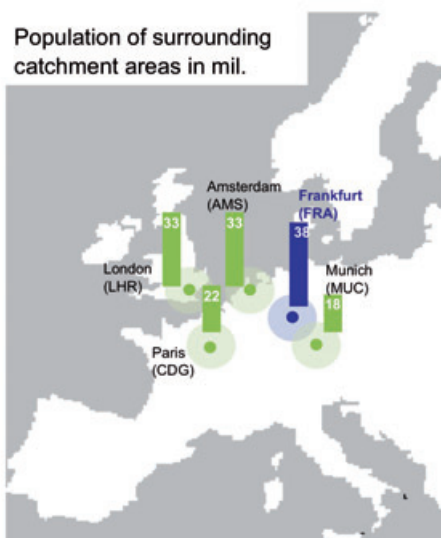 Population of surrounding
catchment areas in mil.
Amsterdam
(AMS)
Frankfurt
(FRA)
33
33
38
London
(LHR)
Munich
(MUC)
22
18
Paris
(CDG)